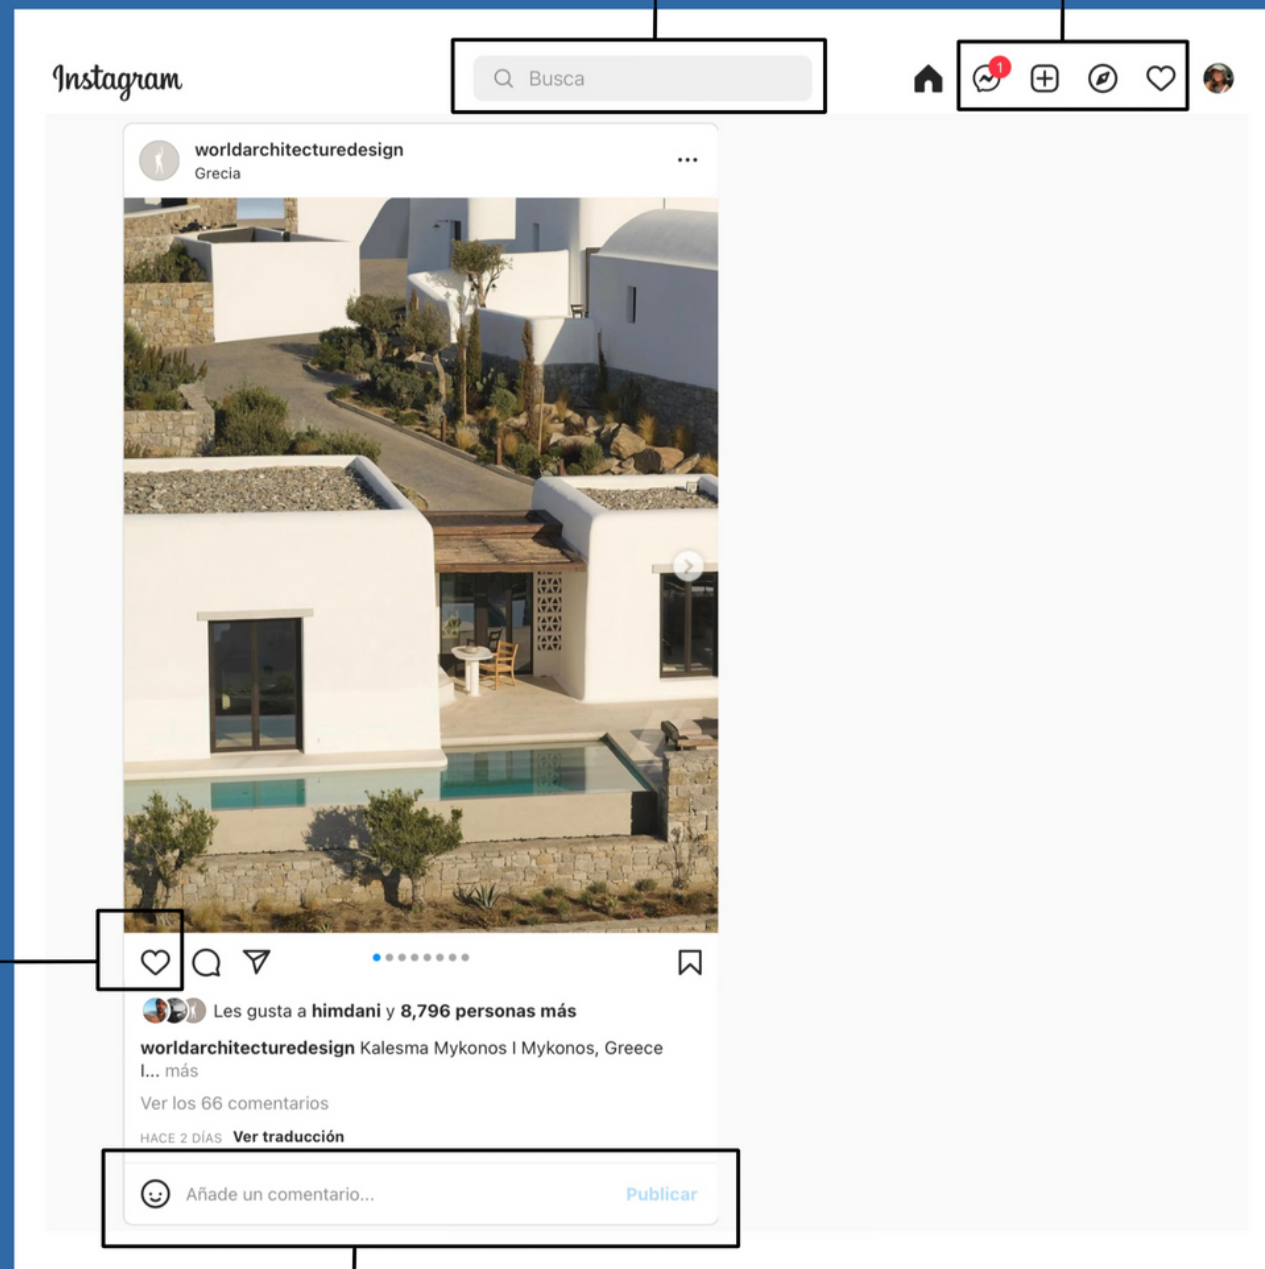 Instagram
Busca
1
worldarchitecturedesign
Grecia
Les gusta a himdani y 8,796 personas más
worldarchitecturedesign Kalesma Mykonos I Mykonos, Greece
I... más
Ver los 66 comentarios
HACE 2 DÍAS Ver traducción
Añade un comentario... Publicar